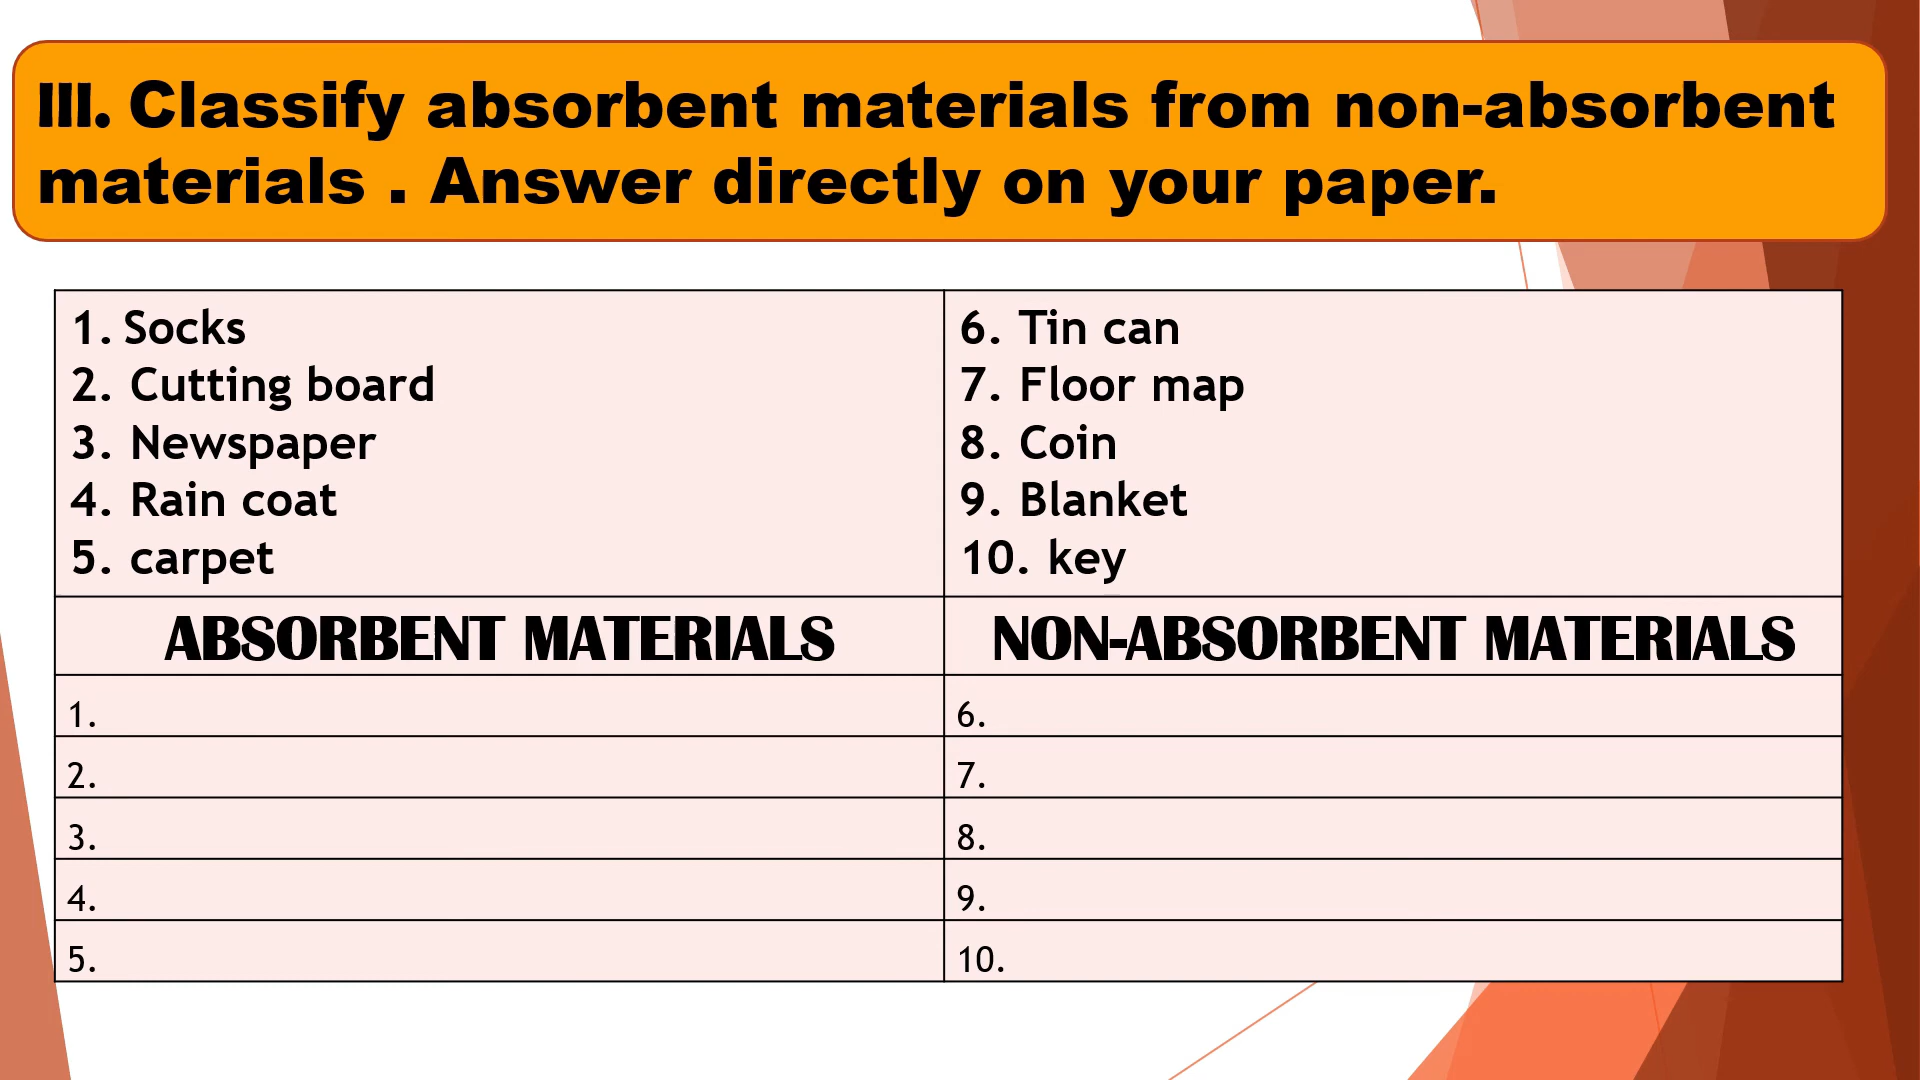 III. Classify absorbent materials from non-absorbent
materials . Answer directly on your paper.
1. Socks
2. Cutting board
3. Newspaper
4. Rain coat
5. carpet
6. Tin can
7. Floor map
8. Coin
9. Blanket
10. key
ABSORBENT MATERIALS
NON-ABSORBENT MATERIALS
1.
6.
2.
7.
3.
8.
4.
9.
5.
10.